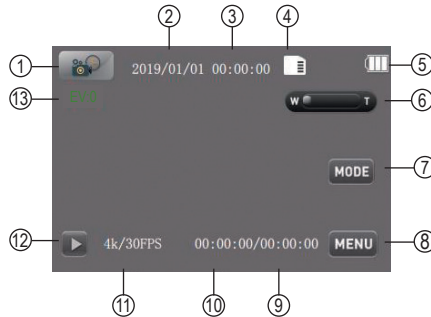 ② ③ ④
① 2019/01/01 00:00:00 ⑤
⑬ W T ⑥
MODE ⑦
⑫ 4k/30FPS 00:00:00/00:00:00 MENU ⑧
⑪ ⑩ ⑨